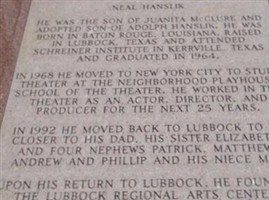 NEAL HANSLIK
HE WAS THE SON OF JUANITA McCLURE AND
ADOPTED SON OF ADOLPH HANSLIK. HE WAS
BORN IN BATON ROUGE, LOUISIANA, RAISED
IN LUBBOCK, TEXAS, AND ATTENDED
SCHREINER INSTITUTE IN KERRVILLE, TEXAS
AND GRADUATED IN 1964.
IN 1968 HE MOVED TO NEW YORK CITY TO STUDY
THEATER AT THE NEIGHBORHOOD PLAYHOUSE
SCHOOL OF THE THEATER. HE WORKED IN THE
THEATER AS AN ACTOR, DIRECTOR, AND
PRODUCER FOR THE NEXT 25 YEARS.
IN 1992 HE MOVED BACK TO LUBBOCK TO
CLOSER TO HIS DAD, HIS SISTER ELIZABET
AND FOUR NEPHEWS PATRICK, MATTHEW
ANDREW AND PHILLIP AND HIS NIECE M
UPON HIS RETURN TO LUBBOCK, HE FOUN
THE LUBBOCK REGIONAL ARTS CENTER